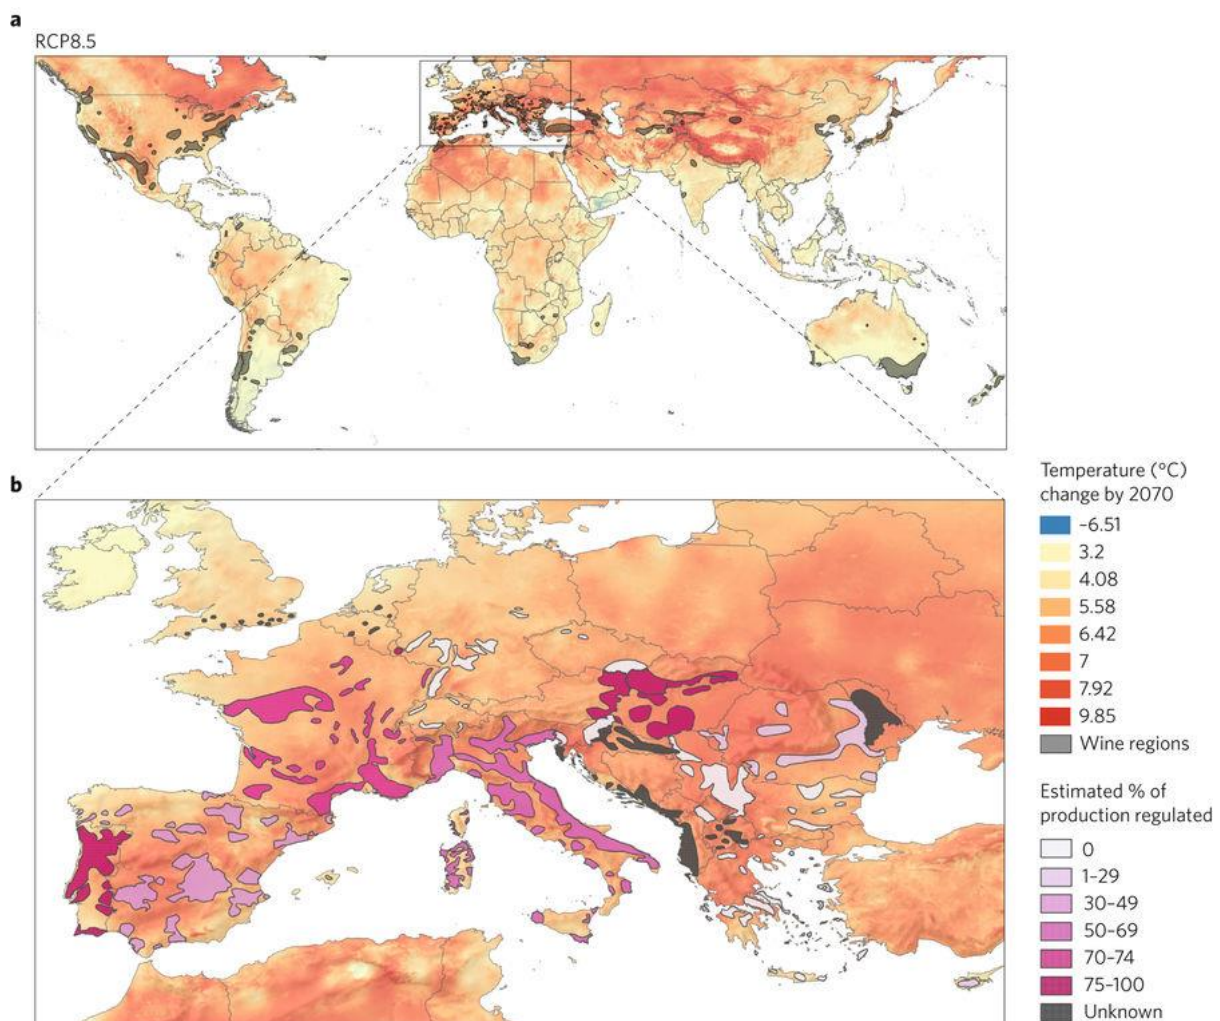 a
RCP8.5
b
Temperature (°C)
change by 2070
–6.51
3.2
4.08
5.58
6.42
7
7.92
9.85
Wine regions
Estimated % of
production regulated
0
1–29
30–49
50–69
70–74
75–100
Unknown